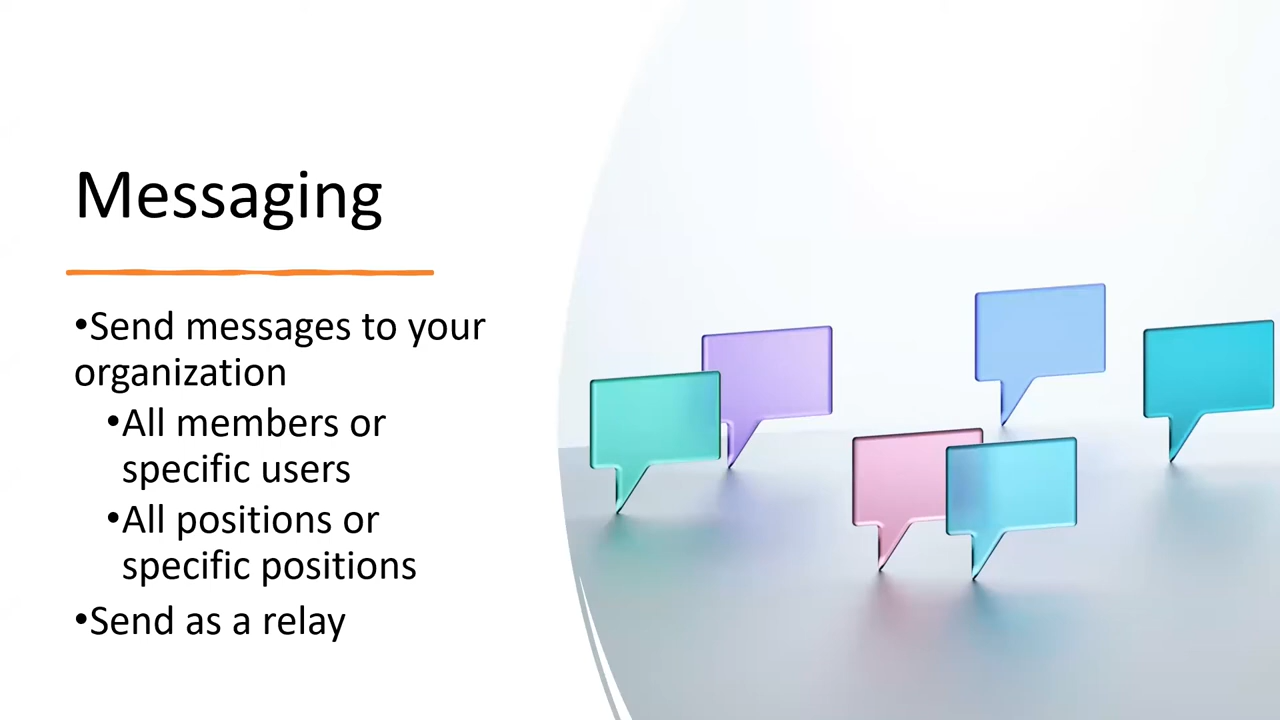 Messaging
•Send messages to your
organization
•All members or
specific users
•All positions or
specific positions
•Send as a relay